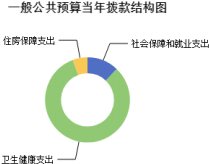 一般公共预算当年拨款结构图
住房保障支出
社会保障和就业支出
卫生健康支出